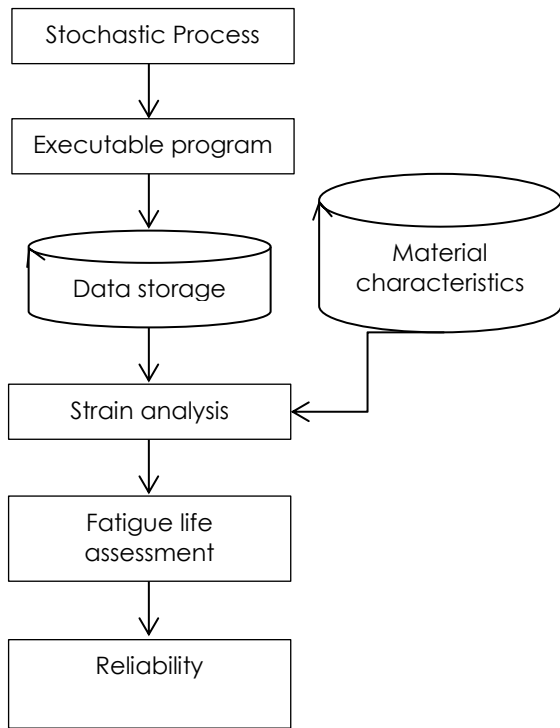 Stochastic Process
Executable program
Data storage
Material
characteristics
Strain analysis
Fatigue life
assessment
Reliability